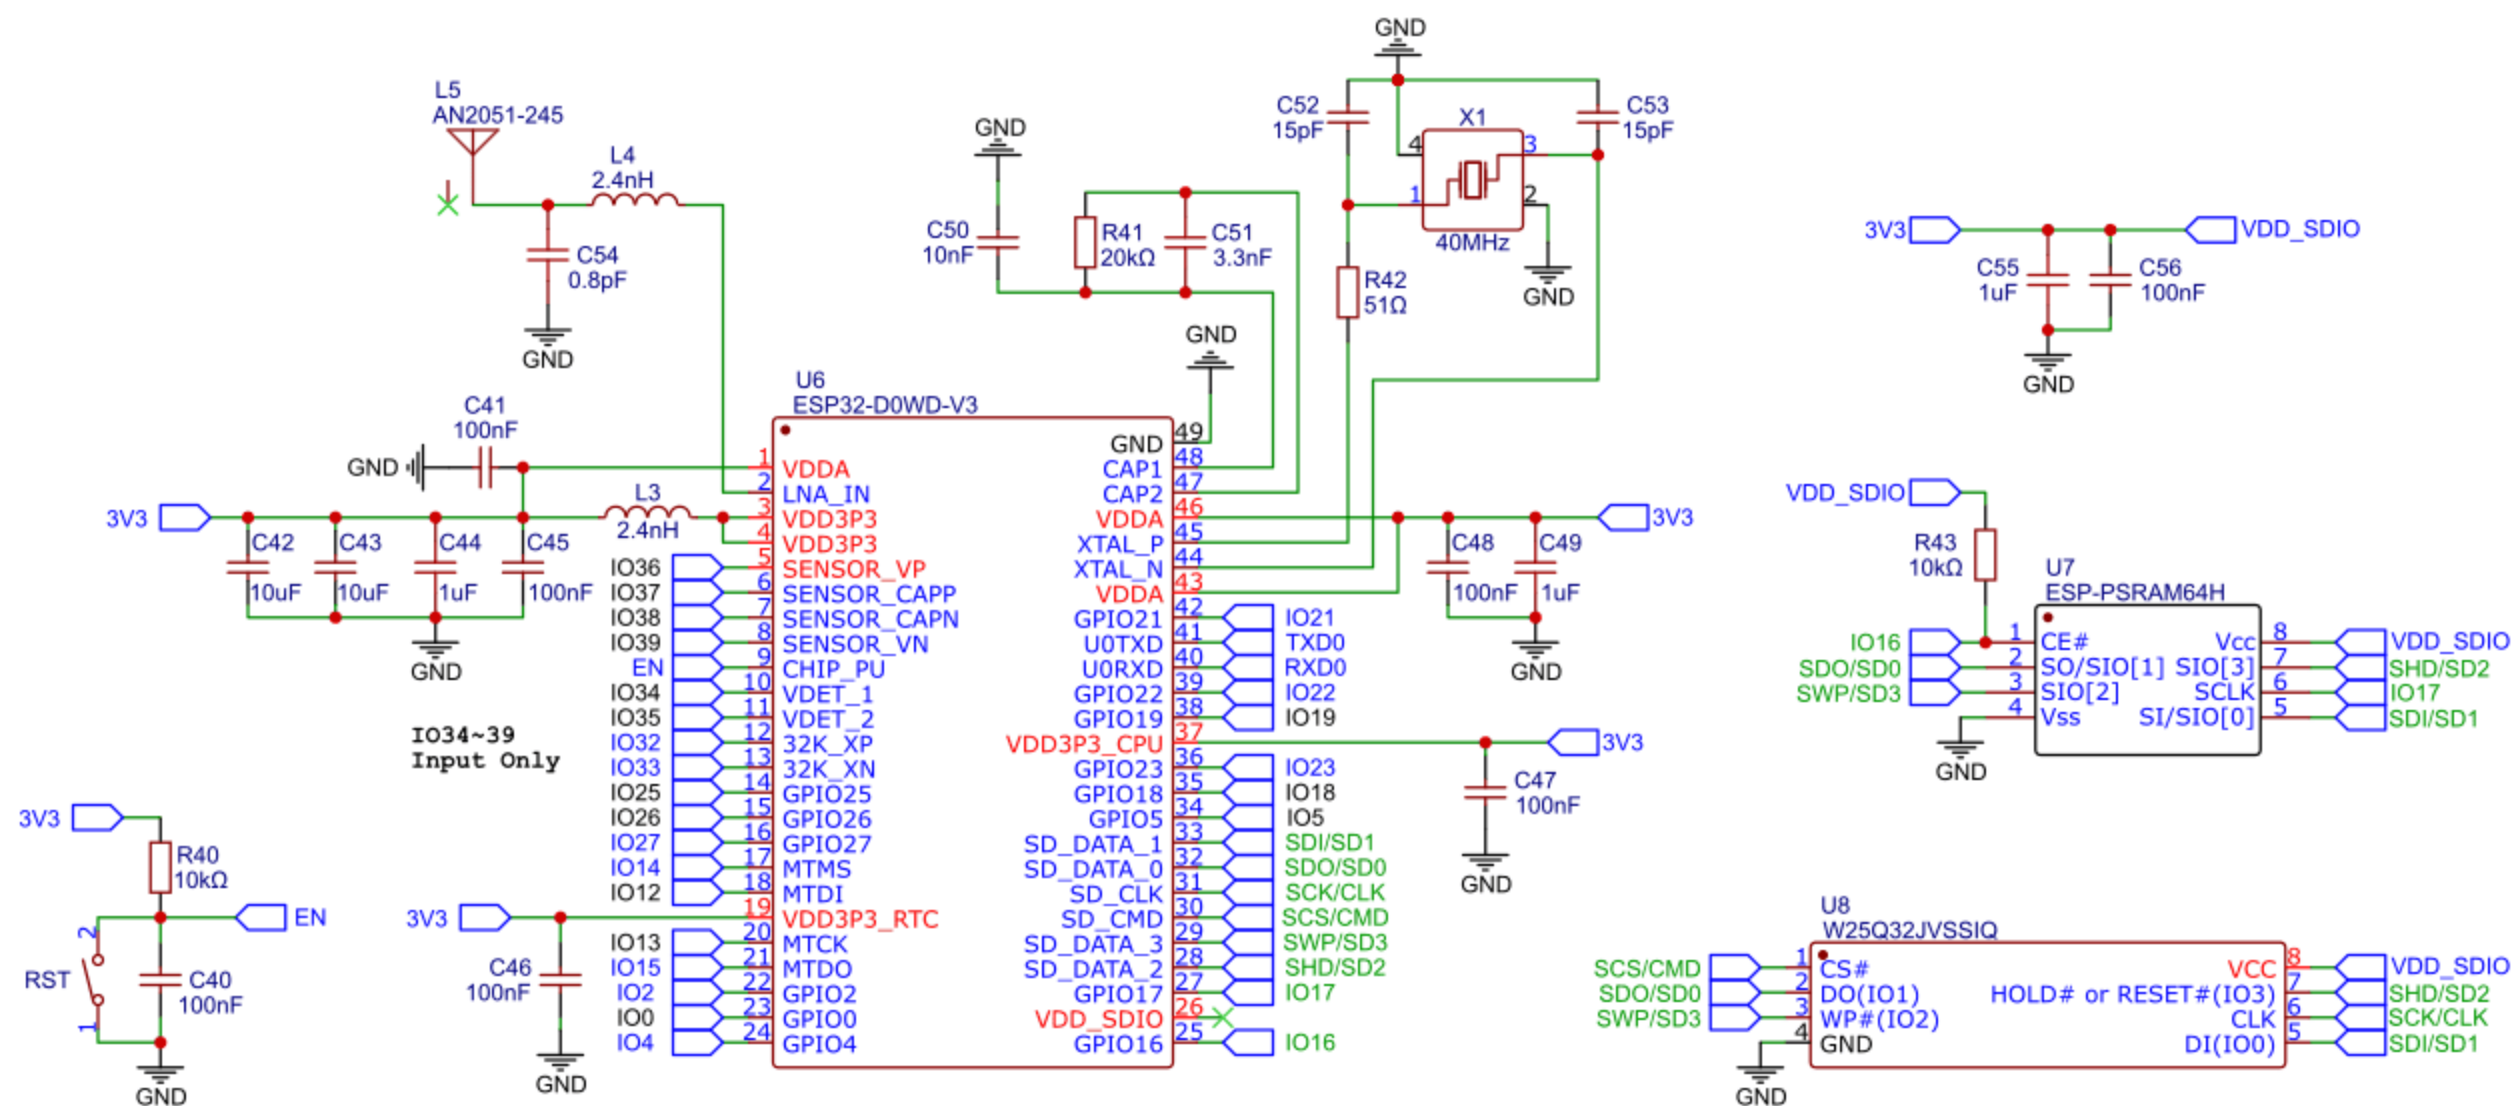 GND
L5
AN2051-245
L4
2.4nH
C54
0.8pF
GND
GND
C50
10nF
R41
20kΩ
C51
3.3nF
C52
15pF
C53
15pF
X1
4
3
1
2
40MHz
GND
R42
51Ω
GND
3V3
VDD_SDIO
C55
1uF
C56
100nF
GND
C41
100nF
GND
3V3
C42
10uF
C43
10uF
C44
1uF
C45
100nF
GND
L3
2.4nH
IO34~39
Input Only
3V3
R40
10kΩ
EN
2
RST
1
C40
100nF
GND
3V3
C46
100nF
GND
U6
ESP32-D0WD-V3
1 VDDA
2 LNA_IN
3 VDD3P3
4 VDD3P3
IO36 5 SENSOR_VP
IO37 6 SENSOR_CAPP
IO38 7 SENSOR_CAPN
IO39 8 SENSOR_VN
EN 9 CHIP_PU
IO34 10 VDET_1
IO35 11 VDET_2
IO32 12 32K_XP
IO33 13 32K_XN
IO25 14 GPIO25
IO26 15 GPIO26
IO27 16 GPIO27
IO14 17 MTMS
IO12 18 MTDI
19 VDD3P3_RTC
IO13 20 MTCK
IO15 21 MTDO
IO2 22 GPIO2
IO0 23 GPIO0
IO4 24 GPIO4
GND 49
CAP1 48
CAP2 47
VDDA 46
XTAL_P 45
XTAL_N 44
VDDA 43
GPIO21 42 IO21
U0TXD 41 TXD0
U0RXD 40 RXD0
GPIO22 39 IO22
GPIO19 38 IO19
VDD3P3_CPU 37
GPIO23 36 IO23
GPIO18 35 IO18
GPIO5 34 IO5
SD_DATA_1 33 SDI/SD1
SD_DATA_0 32 SDO/SD0
SD_CLK 31 SCK/CLK
SD_CMD 30 SCS/CMD
SD_DATA_3 29 SWP/SD3
SD_DATA_2 28 SHD/SD2
GPIO17 27 IO17
VDD_SDIO 26
GPIO16 25 IO16
3V3
C48
100nF
C49
1uF
GND
3V3
C47
100nF
GND
VDD_SDIO
R43
10kΩ
U7
ESP-PSRAM64H
IO16 1 CE# Vcc 8 VDD_SDIO
SDO/SD0 2 SO/SIO[1] SIO[3] 7 SHD/SD2
SWP/SD3 3 SIO[2] SCLK 6 IO17
4 Vss SI/SIO[0] 5 SDI/SD1
GND
U8
W25Q32JVSSIQ
SCS/CMD 1 CS# VCC 8 VDD_SDIO
SDO/SD0 2 DO(IO1) HOLD# or RESET#(IO3) 7 SHD/SD2
SWP/SD3 3 WP#(IO2) CLK 6 SCK/CLK
4 GND DI(IO0) 5 SDI/SD1
GND